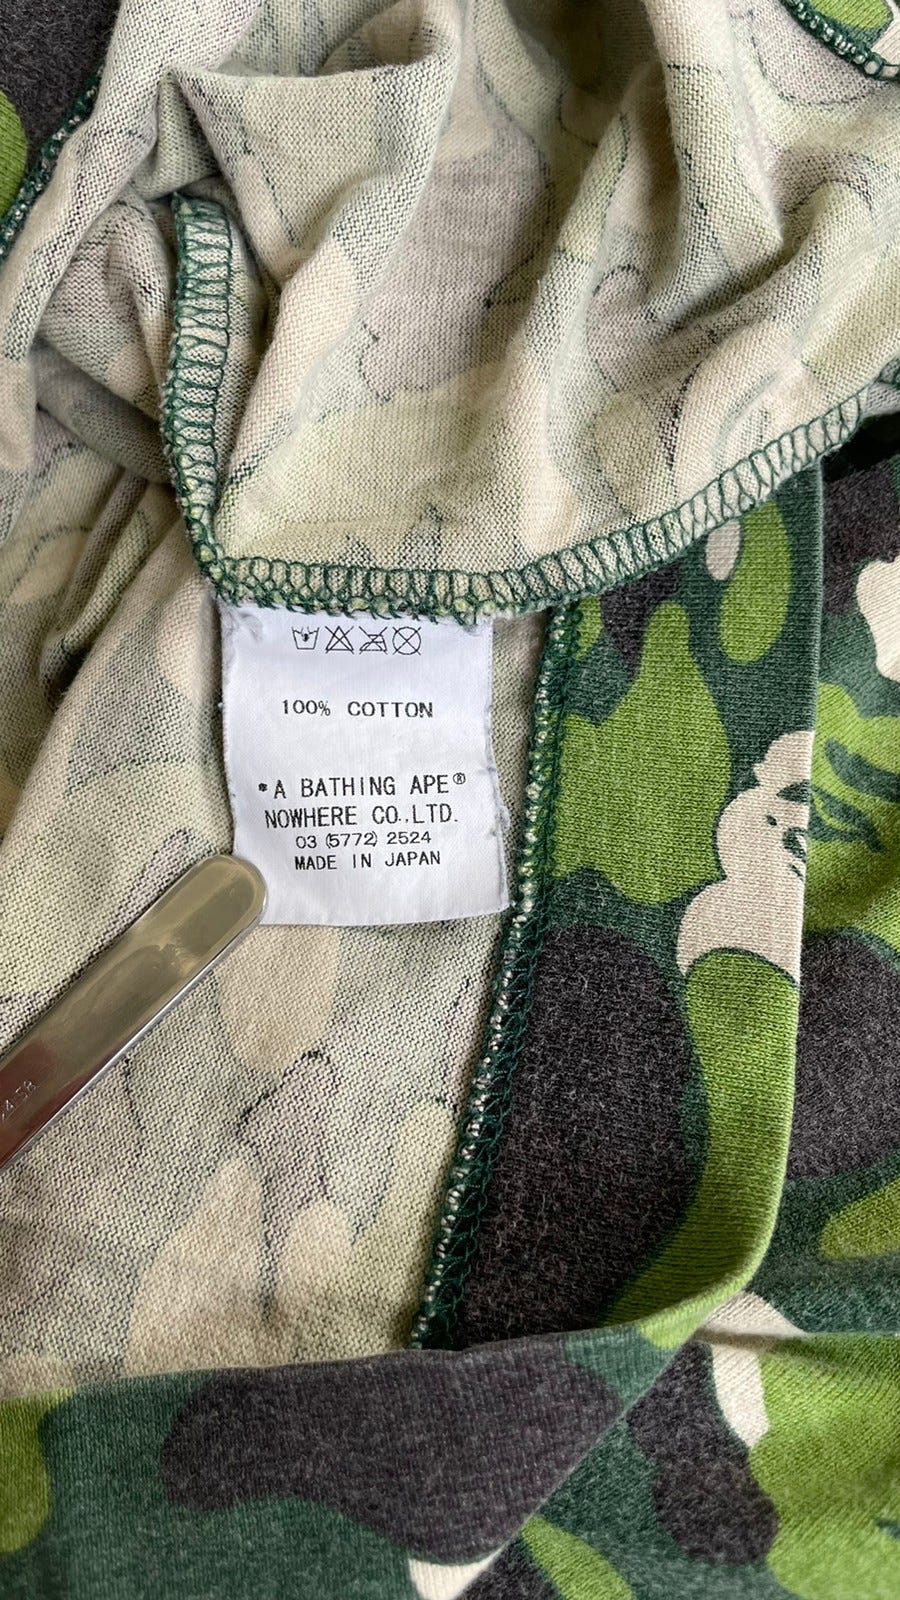 100% COTTON
*A BATHING APE®
NOWHERE CO.,LTD.
03 (5772) 2524
MADE IN JAPAN